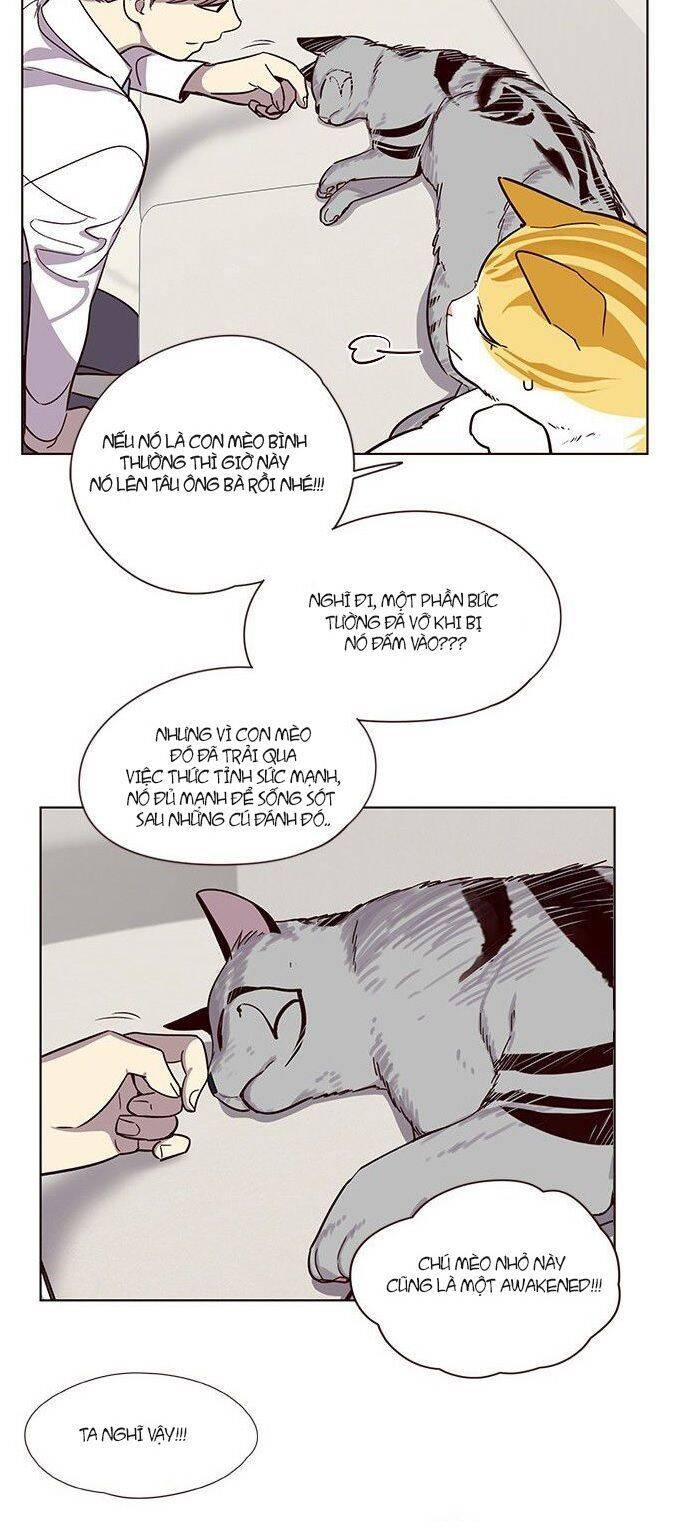 NẾU NÓ LÀ CON MÈO BÌNH
THƯỜNG THÌ GIỜ NÀY
NÓ LÊN TÀU ÔNG BÀ RỒI NHÉ!!!
NGHĨ ĐI, MỘT PHẦN BỨC
TƯỜNG ĐÃ VỠ KHI BỊ
NÓ ĐẤM VÀO???
NHƯNG VÌ CON MÈO
ĐÓ ĐÃ TRẢI QUA
VIỆC THỨC TỈNH SỨC MẠNH,
NÓ ĐỦ MẠNH ĐỂ SỐNG SÓT
SAU NHỮNG CÚ ĐÁNH ĐÓ..
CHÚ MÈO NHỎ NÀY
CŨNG LÀ MỘT AWAKENED!!!
TA NGHĨ VẬY!!!